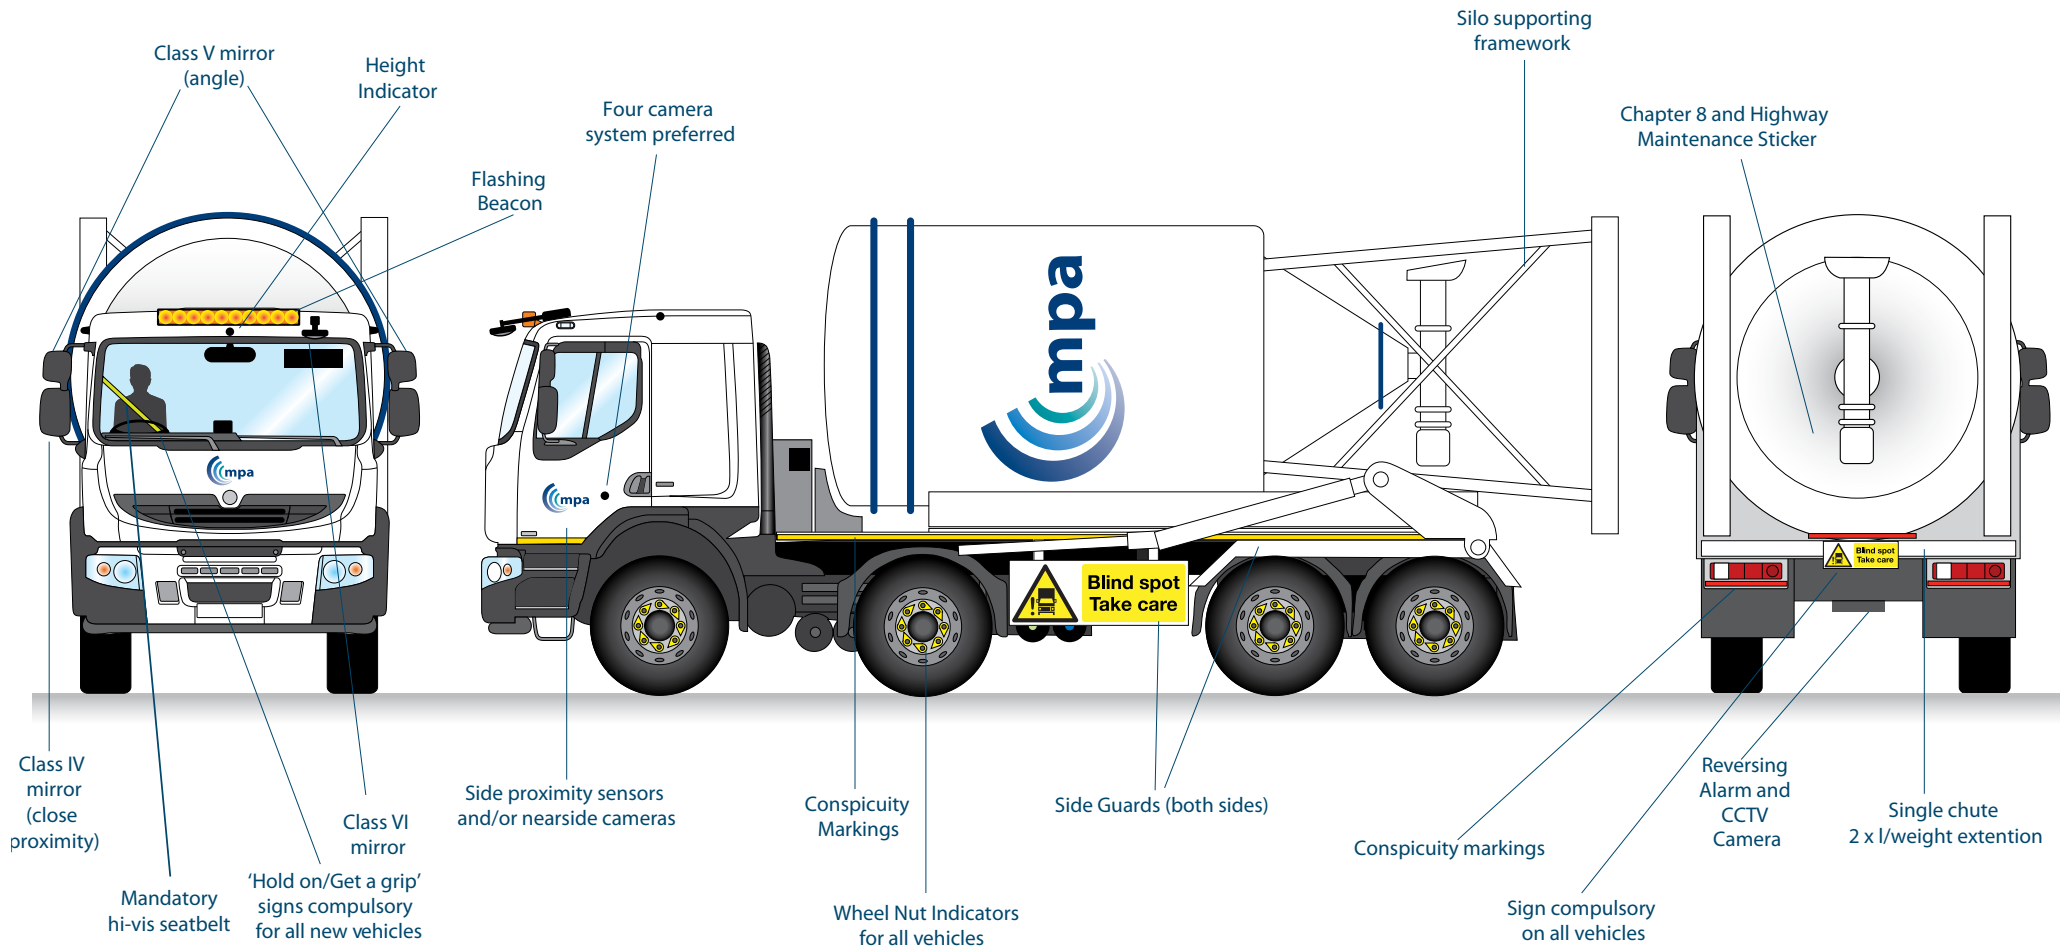 Silo supporting
framework
Class V mirror
(angle)
Height
Indicator
Four camera
system preferred
Chapter 8 and Highway
Maintenance Sticker
Flashing
Beacon
mpa
mpa
mpa
Blind spot
Take care
Blind spot
Take care
Class IV
mirror
(close
proximity)
Side proximity sensors
and/or nearside cameras
Conspicuity
Markings
Side Guards (both sides)
Reversing
Alarm and
CCTV
Camera
Single chute
2 x l/weight extention
Class VI
mirror
Conspicuity markings
Mandatory
hi-vis seatbelt
‘Hold on/Get a grip’
signs compulsory
for all new vehicles
Wheel Nut Indicators
for all vehicles
Sign compulsory
on all vehicles